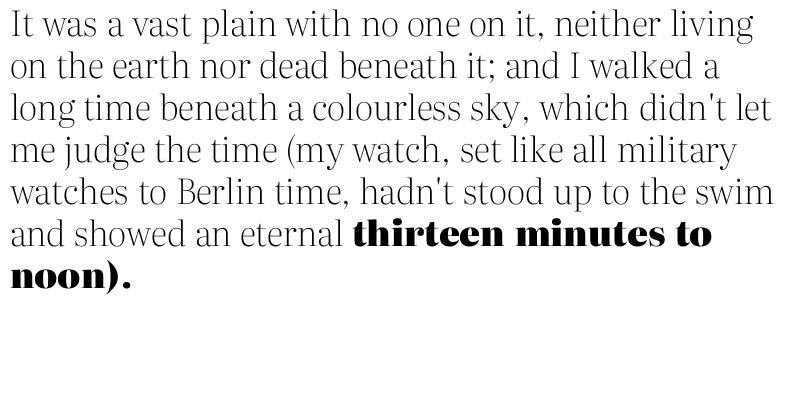 It was a vast plain with no one on it, neither living
on the earth nor dead beneath it; and I walked a
long time beneath a colourless sky, which didn't let
me judge the time (my watch, set like all military
watches to Berlin time, hadn't stood up to the swim
and showed an eternal thirteen minutes to
noon).